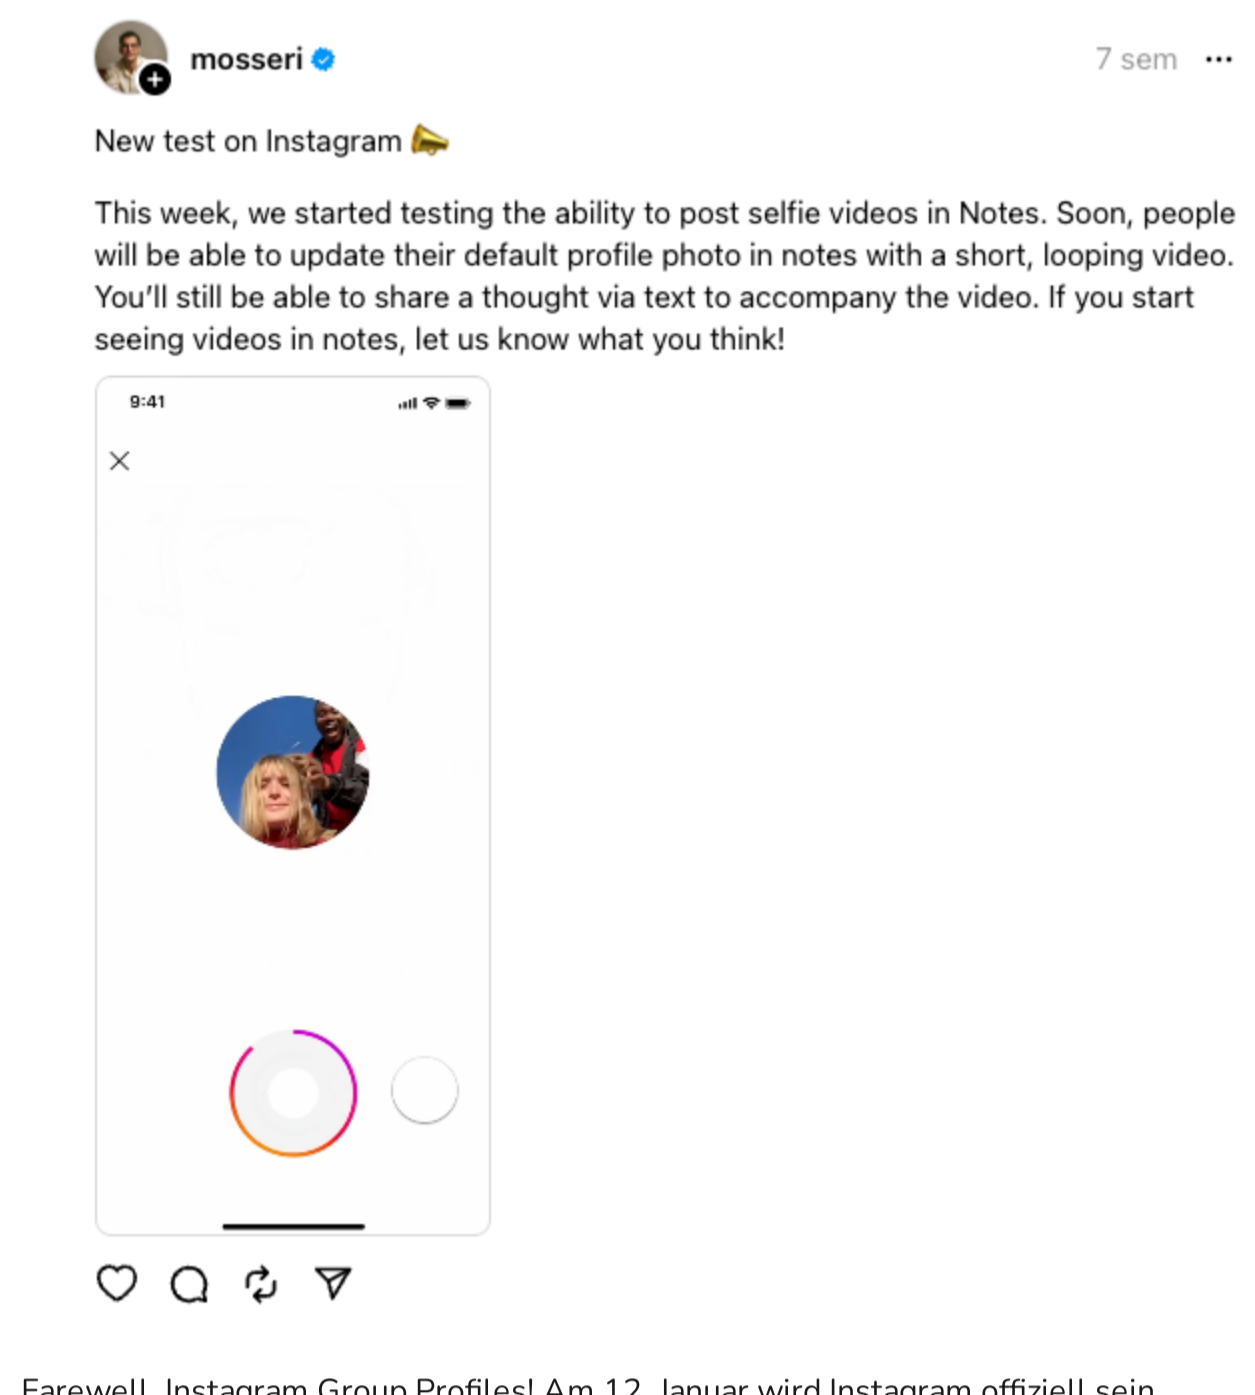 mosseri
7 sem
New test on Instagram
This week, we started testing the ability to post selfie videos in Notes. Soon, people
will be able to update their default profile photo in notes with a short, looping video.
You’ll still be able to share a thought via text to accompany the video. If you start
seeing videos in notes, let us know what you think!
9:41
Farewell, Instagram Group Profiles! Am 12. Januar wird Instagram offiziell sein